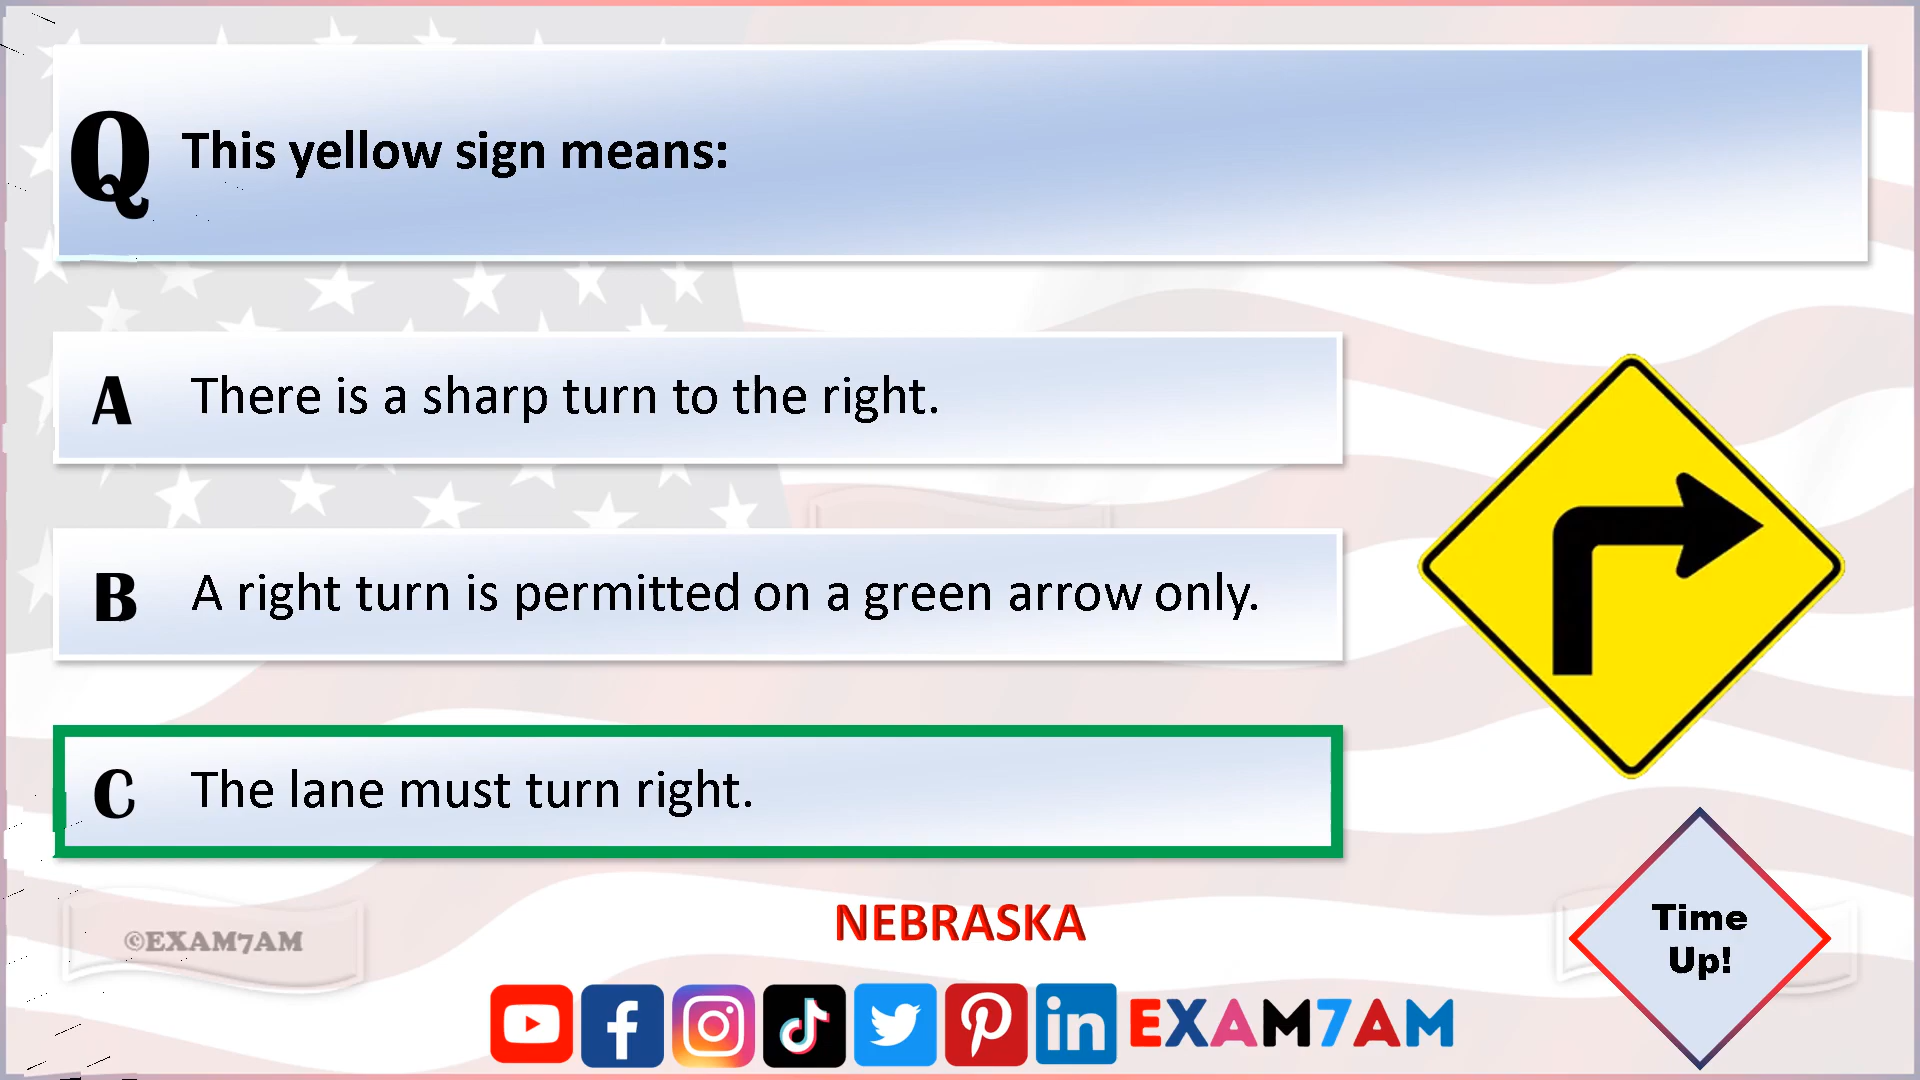 Q This yellow sign means:
A There is a sharp turn to the right.
B A right turn is permitted on a green arrow only.
C The lane must turn right.
NEBRASKA
©EXAM7AM
Time
Up!
EXAM7AM